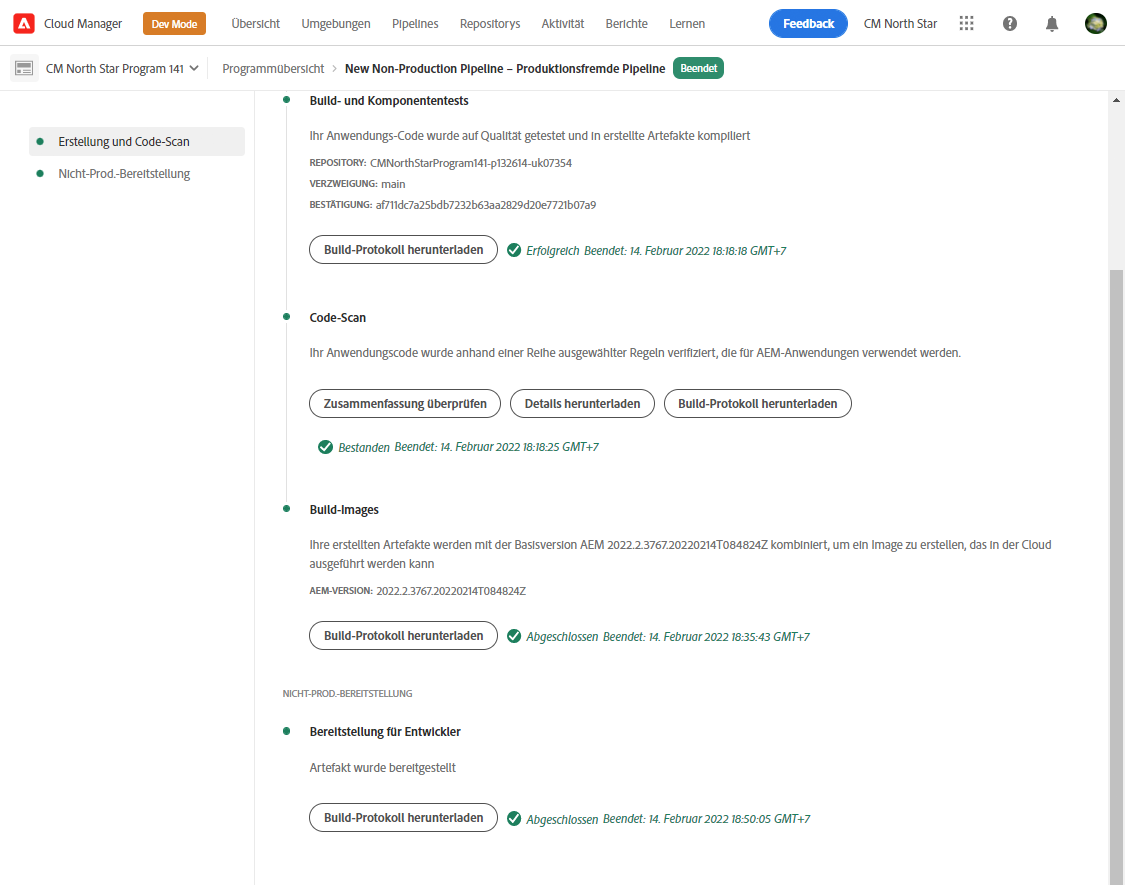 Cloud Manager Dev Mode Übersicht Umgebungen Pipelines Repositorys Aktivität Berichte Lernen Feedback CM North Star
CM North Star Program 141 Programmübersicht New Non-Production Pipeline – Produktionsfremde Pipeline Beendet
Erstellung und Code-Scan
Nicht-Prod.-Bereitstellung
Build- und Komponententests
Ihr Anwendungs-Code wurde auf Qualität getestet und in erstellte Artefakte kompiliert
REPOSITORY: CMNorthStarProgram141-p132614-uk07354
VERZWEIGUNG: main
BESTÄTIGUNG: af711dc7a25bdb7232b63aa2829d20e7721b07a9
Build-Protokoll herunterladen Erfolgreich Beendet: 14. Februar 2022 18:18:18 GMT+7
Code-Scan
Ihr Anwendungscode wurde anhand einer Reihe ausgewählter Regeln verifiziert, die für AEM-Anwendungen verwendet werden.
Zusammenfassung überprüfen Details herunterladen Build-Protokoll herunterladen
Bestanden Beendet: 14. Februar 2022 18:18:25 GMT+7
Build-Images
Ihre erstellten Artefakte werden mit der Basisversion AEM 2022.2.3767.20220214T084824Z kombiniert, um ein Image zu erstellen, das in der Cloud
ausgeführt werden kann
AEM-VERSION: 2022.2.3767.20220214T084824Z
Build-Protokoll herunterladen Abgeschlossen Beendet: 14. Februar 2022 18:35:43 GMT+7
NICHT-PROD.-BEREITSTELLUNG
Bereitstellung für Entwickler
Artefakt wurde bereitgestellt
Build-Protokoll herunterladen Abgeschlossen Beendet: 14. Februar 2022 18:50:05 GMT+7